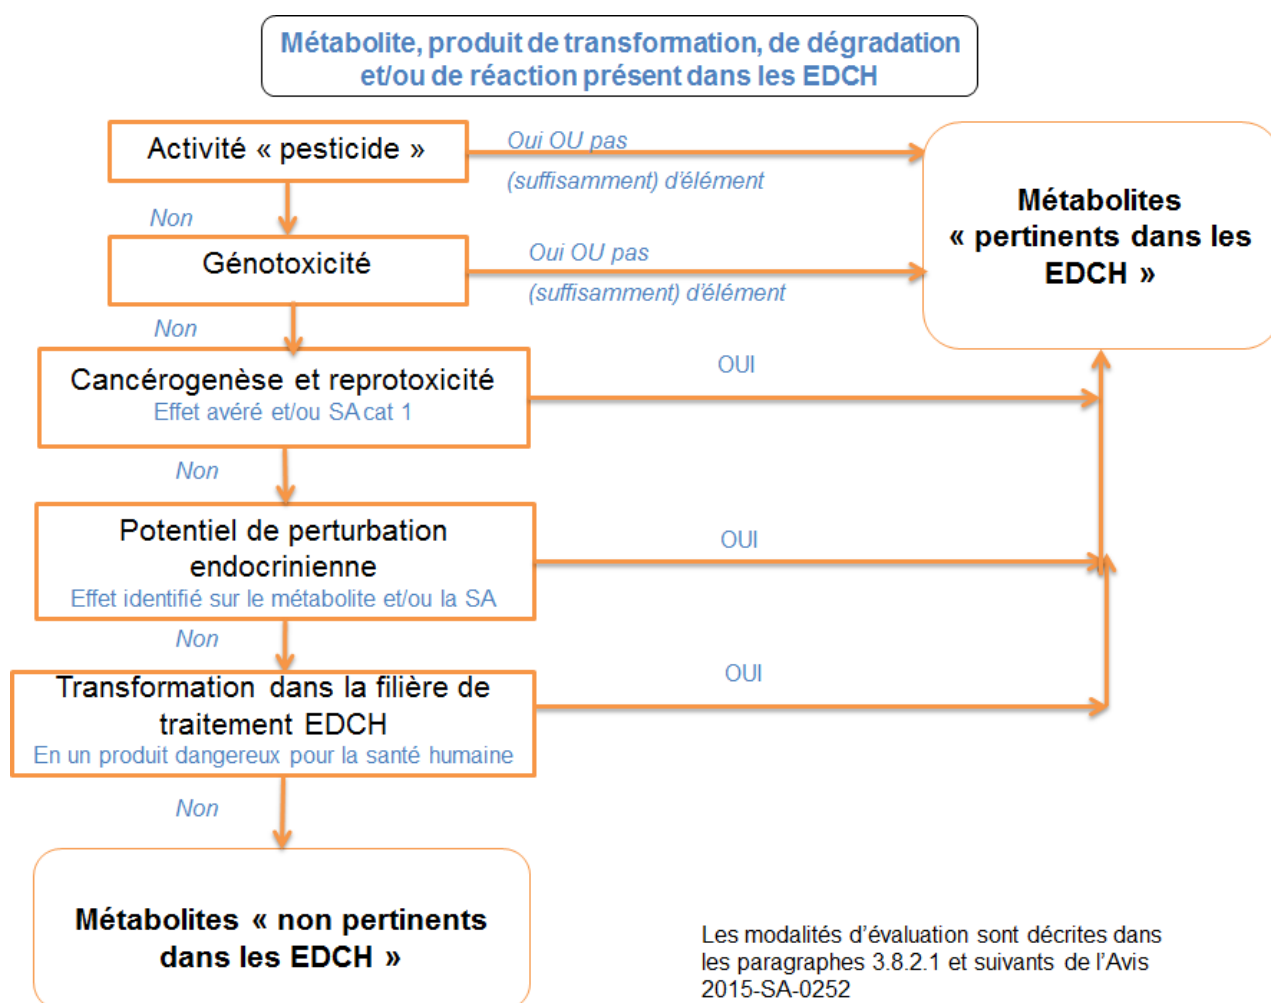 Métabolite, produit de transformation, de dégradation
et/ou de réaction présent dans les EDCH
Activité « pesticide »
Oui OU pas
(suffisamment) d'élément
Non
Génotoxicité
Oui OU pas
(suffisamment) d'élément
Métabolites
« pertinents dans les
EDCH »
Non
Cancérogenèse et reprotoxicité
Effet avéré et/ou SA cat 1
OUI
Non
Potentiel de perturbation
endocrinienne
Effet identifié sur le métabolite et/ou la SA
OUI
Non
Transformation dans la filière de
traitement EDCH
En un produit dangereux pour la santé humaine
OUI
Non
Métabolites « non pertinents
dans les EDCH »
Les modalités d'évaluation sont décrites dans
les paragraphes 3.8.2.1 et suivants de l'Avis
2015-SA-0252